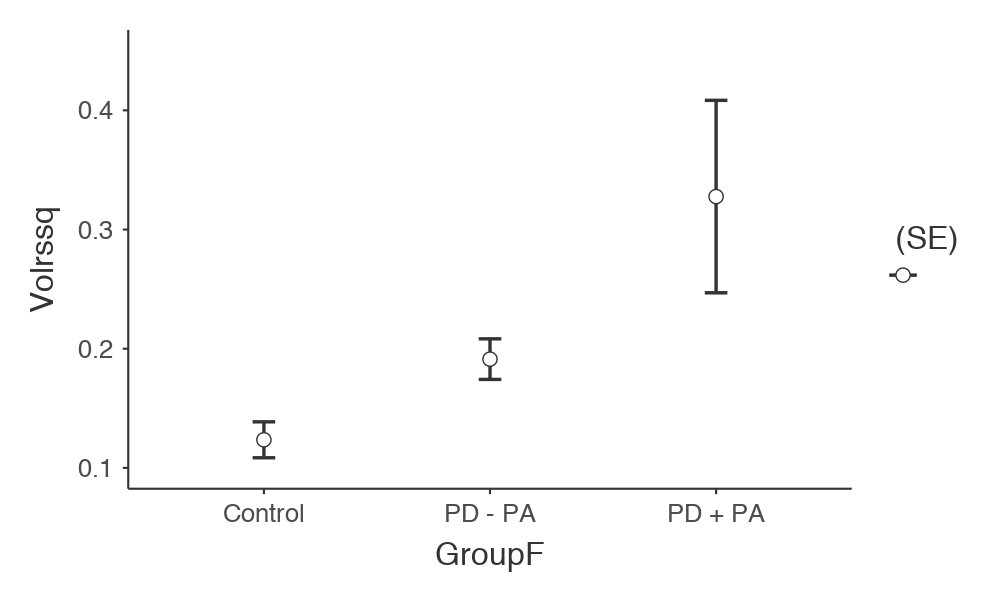 0.4
0.3
0.2
0.1
Volrssq
Control
PD - PA
PD + PA
GroupF
(SE)